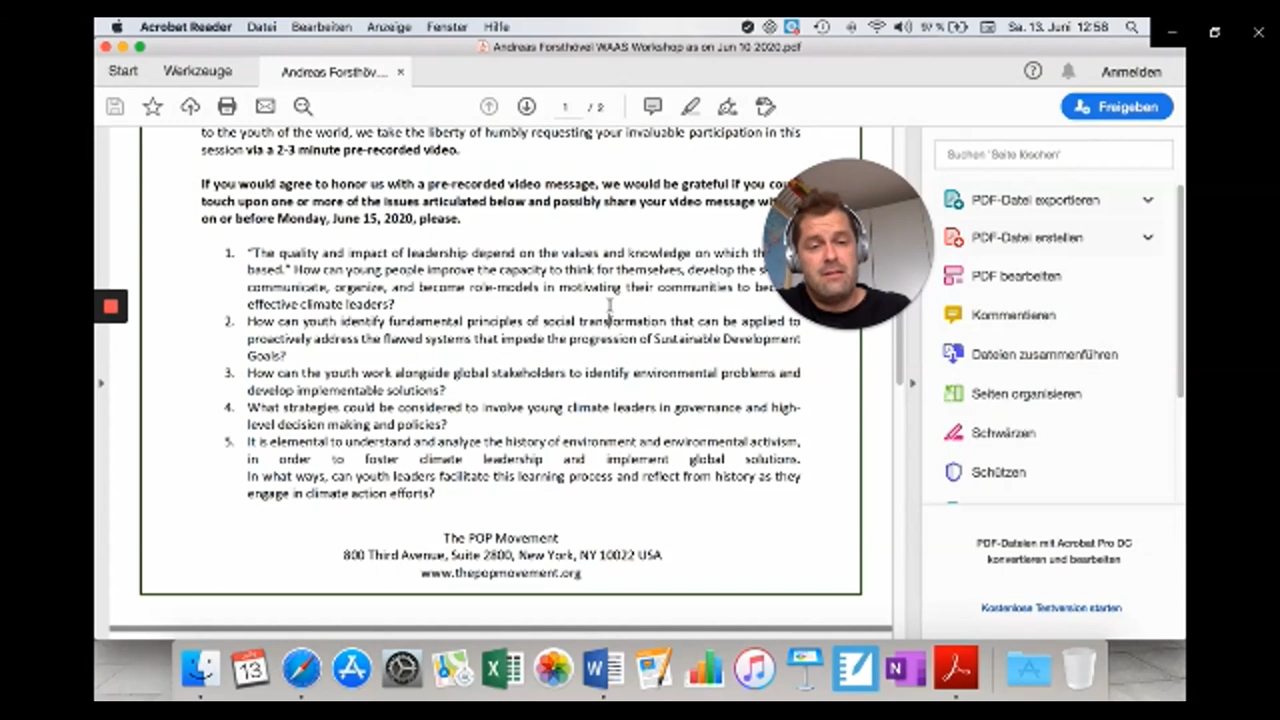 Acrobat Reader Datei Bearbeiten Anzeige Fenster Hilfe 97 % Sa. 13. Juni 12:58
Andreas Forsthövel WAAS Workshop as on Jun 10 2020.pdf
Start Werkzeuge Andreas Forsthöv... × Anmelden
1 / 2 Freigeben
to the youth of the world, we take the liberty of humbly requesting your invaluable participation in this
session via a 2-3 minute pre-recorded video.
If you would agree to honor us with a pre-recorded video message, we would be grateful if you
touch upon one or more of the issues articulated below and possibly share your video message
on or before Monday, June 15, 2020, please.
1. "The quality and impact of leadership depend on the values and knowledge on which
based." How can young people improve the capacity to think for themselves, develop the
communicate, organize, and become role-models in motivating their communities to
effective climate leaders?
2. How can youth identify fundamental principles of social transformation that can be applied to
proactively address the flawed systems that impede the progression of Sustainable Development
Goals?
3. How can the youth work alongside global stakeholders to identify environmental problems and
develop implementable solutions?
4. What strategies could be considered to involve young climate leaders in governance and high-
level decision making and policies?
5. It is elemental to understand and analyze the history of environment and environmental activism,
in order to foster climate leadership and implement global solutions.
In what ways, can youth leaders facilitate this learning process and reflect from history as they
engage in climate action efforts?
The POP Movement
800 Third Avenue, Suite 2800, New York, NY 10022 USA
www.thepopmovement.org
Suchen 'Seite löschen'
PDF-Datei exportieren
PDF-Datei erstellen
PDF bearbeiten
Kommentieren
Dateien zusammenführen
Seiten organisieren
Schwärzen
Schützen
PDF-Dateien mit Acrobat Pro DC
konvertieren und bearbeiten
Kostenlose Testversion starten
13